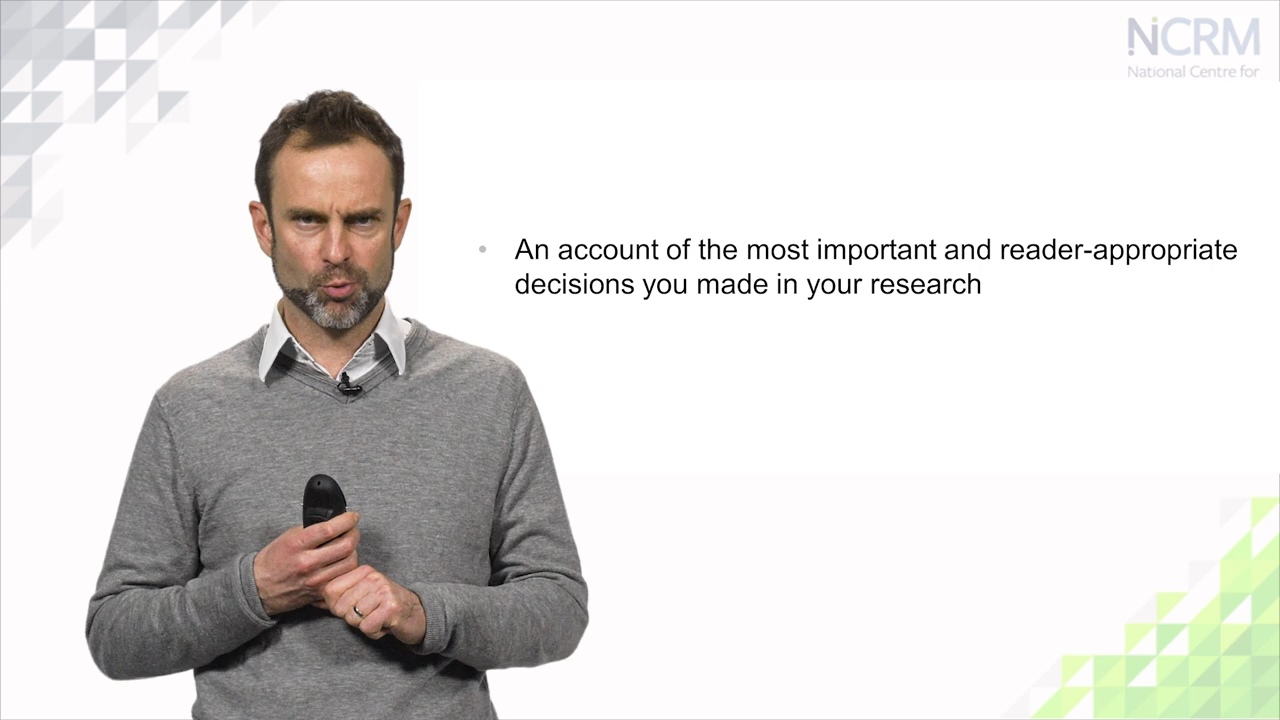 NCRM
National Centre for
• An account of the most important and reader-appropriate
decisions you made in your research